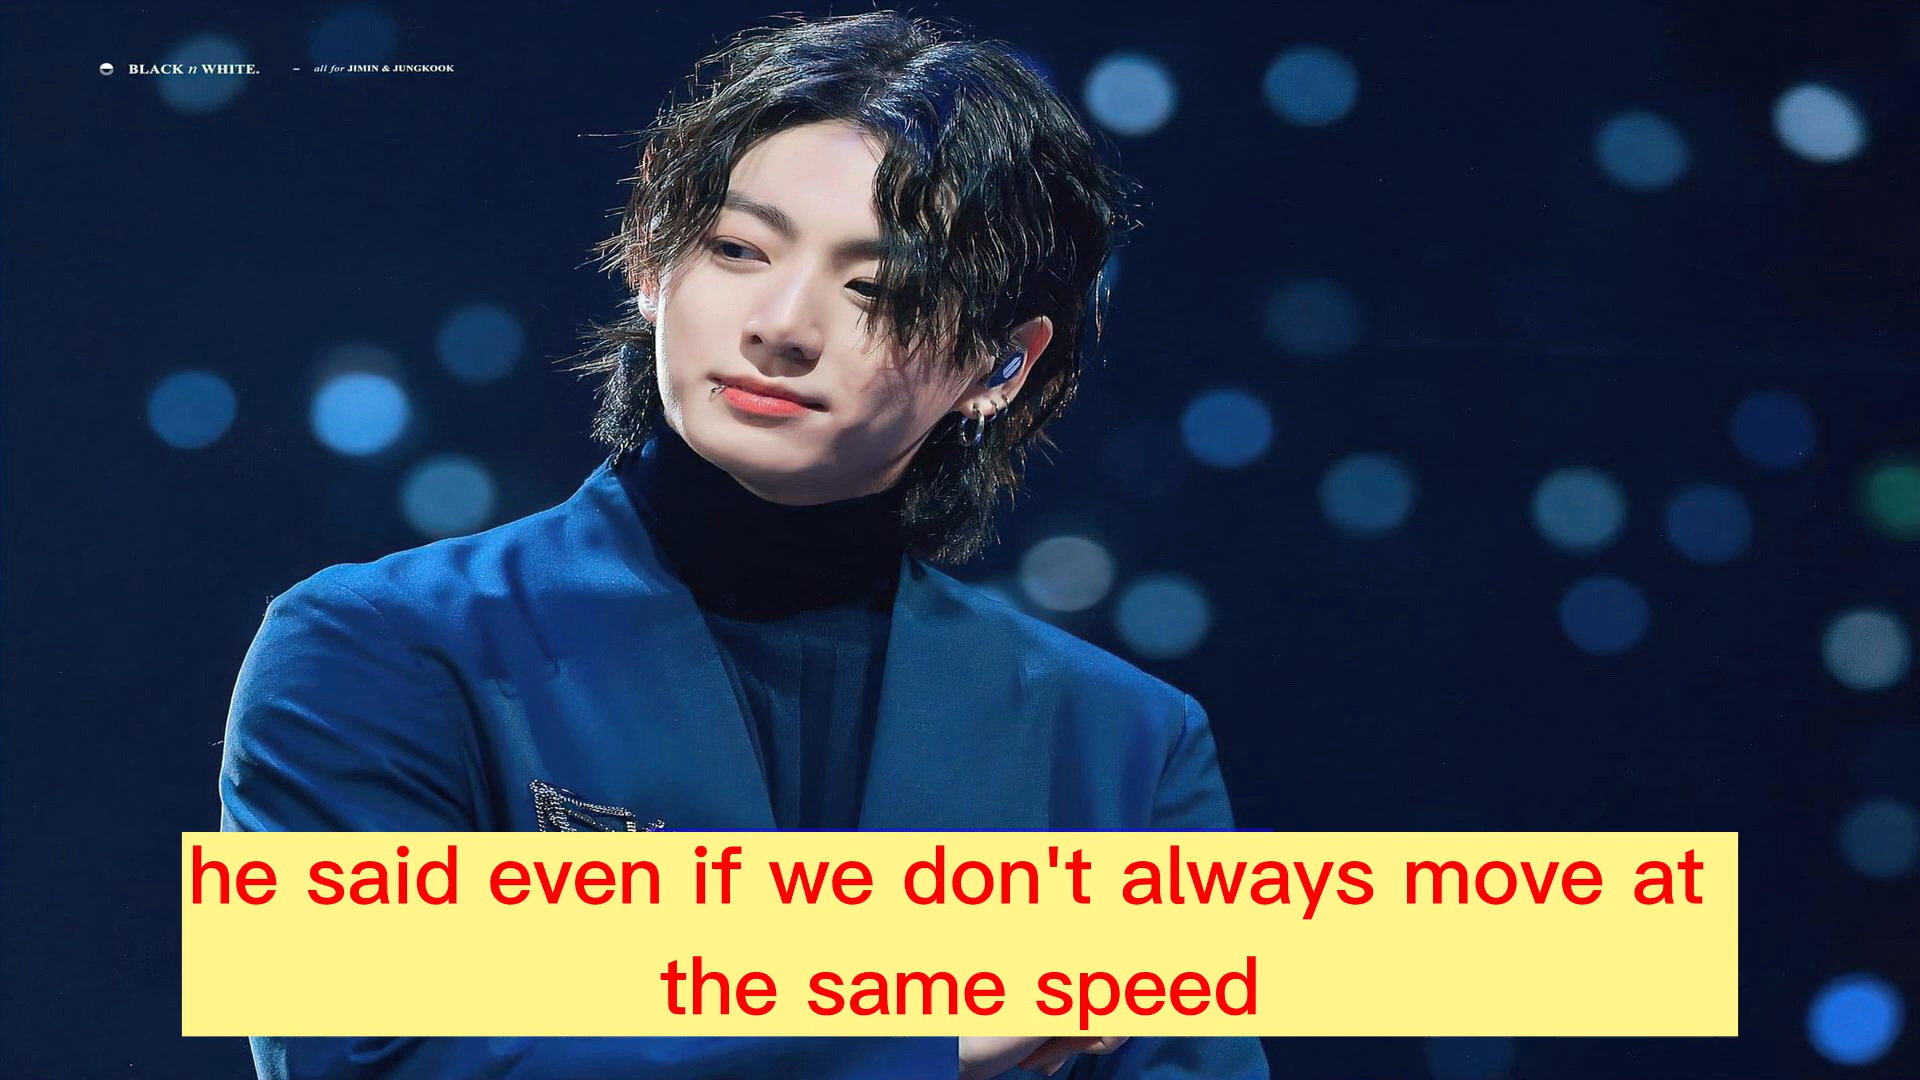 BLACK n WHITE. – all for JIMIN & JUNGKOOK
he said even if we don't always move at
the same speed